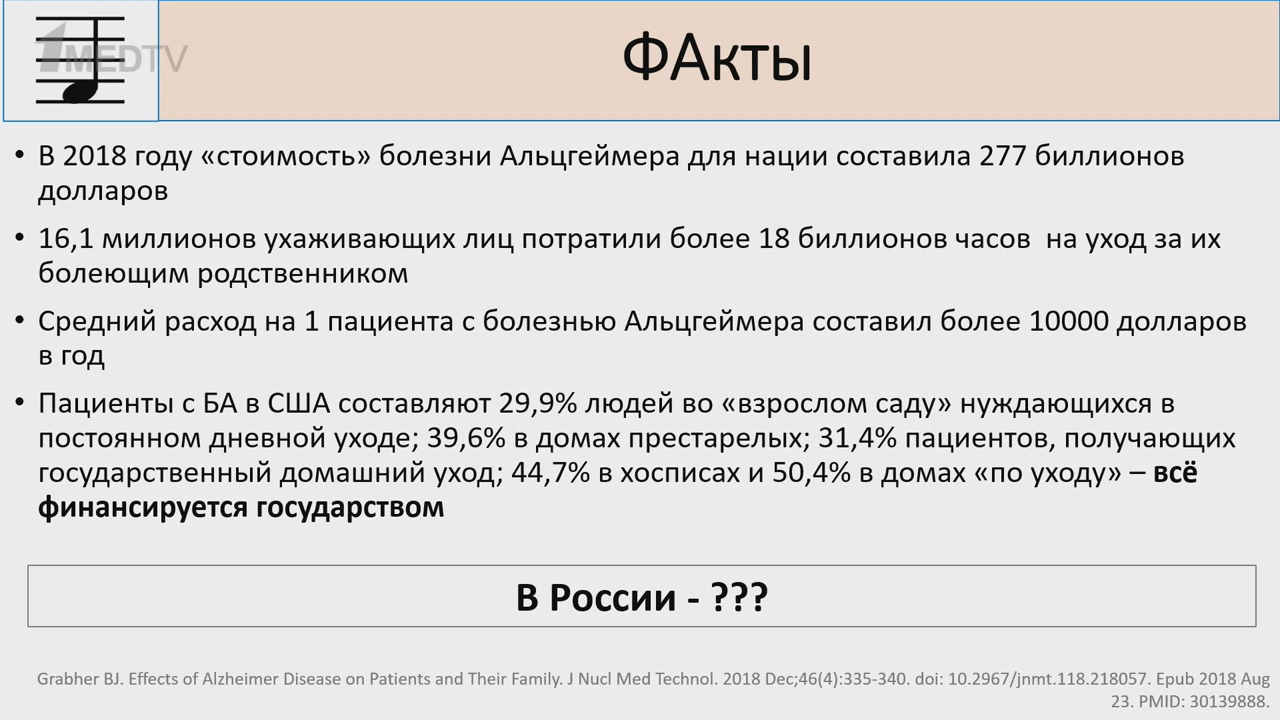 1MEDTV
ФАкты
• В 2018 году «стоимость» болезни Альцгеймера для нации составила 277 биллионов
долларов
• 16,1 миллионов ухаживающих лиц потратили более 18 биллионов часов на уход за их
болеющим родственником
• Средний расход на 1 пациента с болезнью Альцгеймера составил более 10000 долларов
в год
• Пациенты с БА в США составляют 29,9% людей во «взрослом саду» нуждающихся в
постоянном дневной уходе; 39,6% в домах престарелых; 31,4% пациентов, получающих
государственный домашний уход; 44,7% в хосписах и 50,4% в домах «по уходу» – всё
финансируется государством
В России - ???
Grabher BJ. Effects of Alzheimer Disease on Patients and Their Family. J Nucl Med Technol. 2018 Dec;46(4):335-340. doi: 10.2967/jnmt.118.218057. Epub 2018 Aug
23. PMID: 30139888.